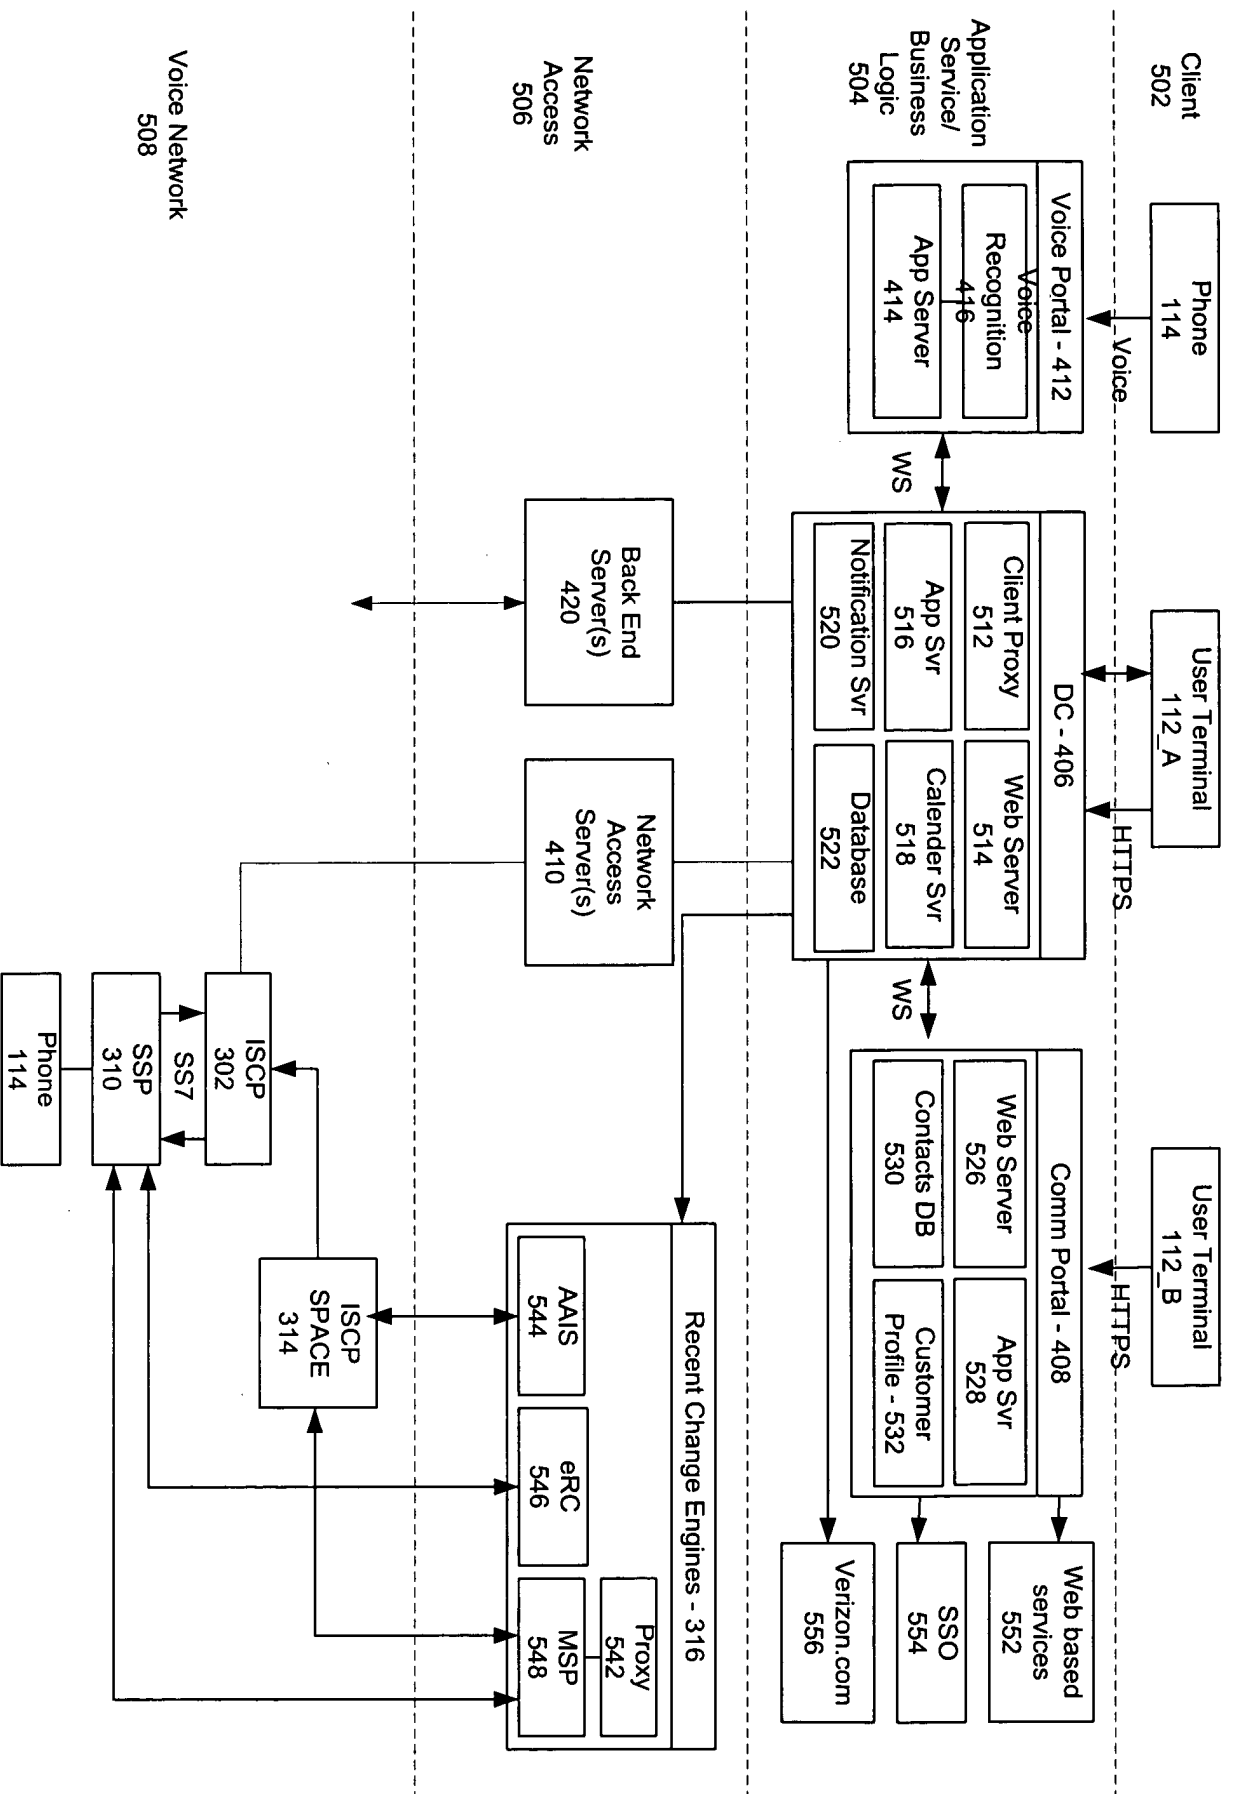 Client
502
Phone
114
User Terminal
112_A
User Terminal
112_B
Voice
HTTPS
HTTPS
Application
Service/
Business
Logic
504
Voice Portal - 412
Voice
Recognition
416
App Server
414
WS
DC - 406
Client Proxy
512
Web Server
514
App Svr
516
Calender Svr
518
Notification Svr
520
Database
522
WS
Comm Portal - 408
Web Server
526
App Svr
528
Contacts DB
530
Customer
Profile - 532
Web based
services
552
SSO
554
Verizon.com
556
Network
Access
506
Back End
Server(s)
420
Network
Access
Server(s)
410
Recent Change Engines - 316
Proxy
542
AAIS
544
eRC
546
MSP
548
Voice Network
508
ISCP
SPACE
314
ISCP
302
SS7
SSP
310
Phone
114